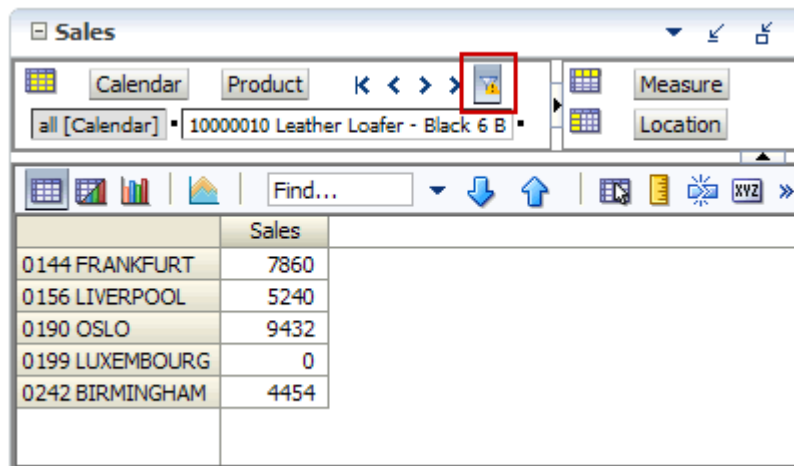 Sales
Calendar Product Measure
all [Calendar] 10000010 Leather Loafer - Black 6 B Location
Find... XYZ
Sales
0144 FRANKFURT 7860
0156 LIVERPOOL 5240
0190 OSLO 9432
0199 LUXEMBOURG 0
0242 BIRMINGHAM 4454